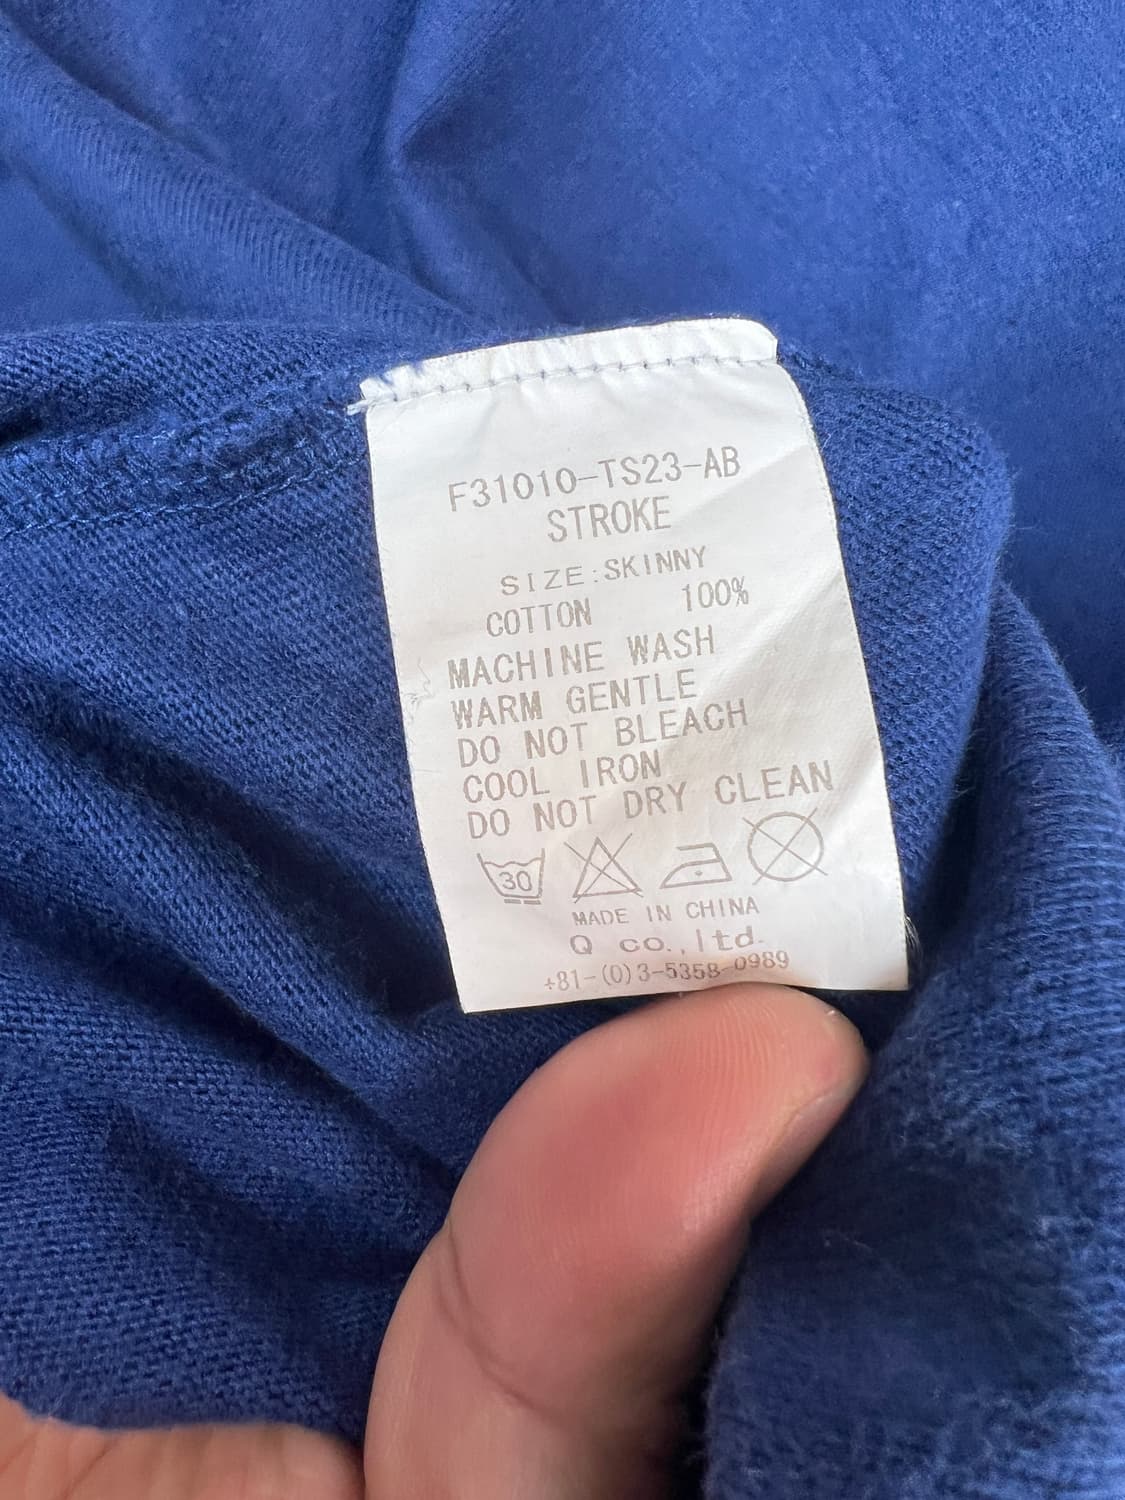 F31010-TS23-AB
STROKE
SIZE:SKINNY
COTTON 100%
MACHINE WASH
WARM GENTLE
DO NOT BLEACH
COOL IRON
DO NOT DRY CLEAN
30
MADE IN CHINA
Q co.,ltd.
+81-(0)3-5358-0989